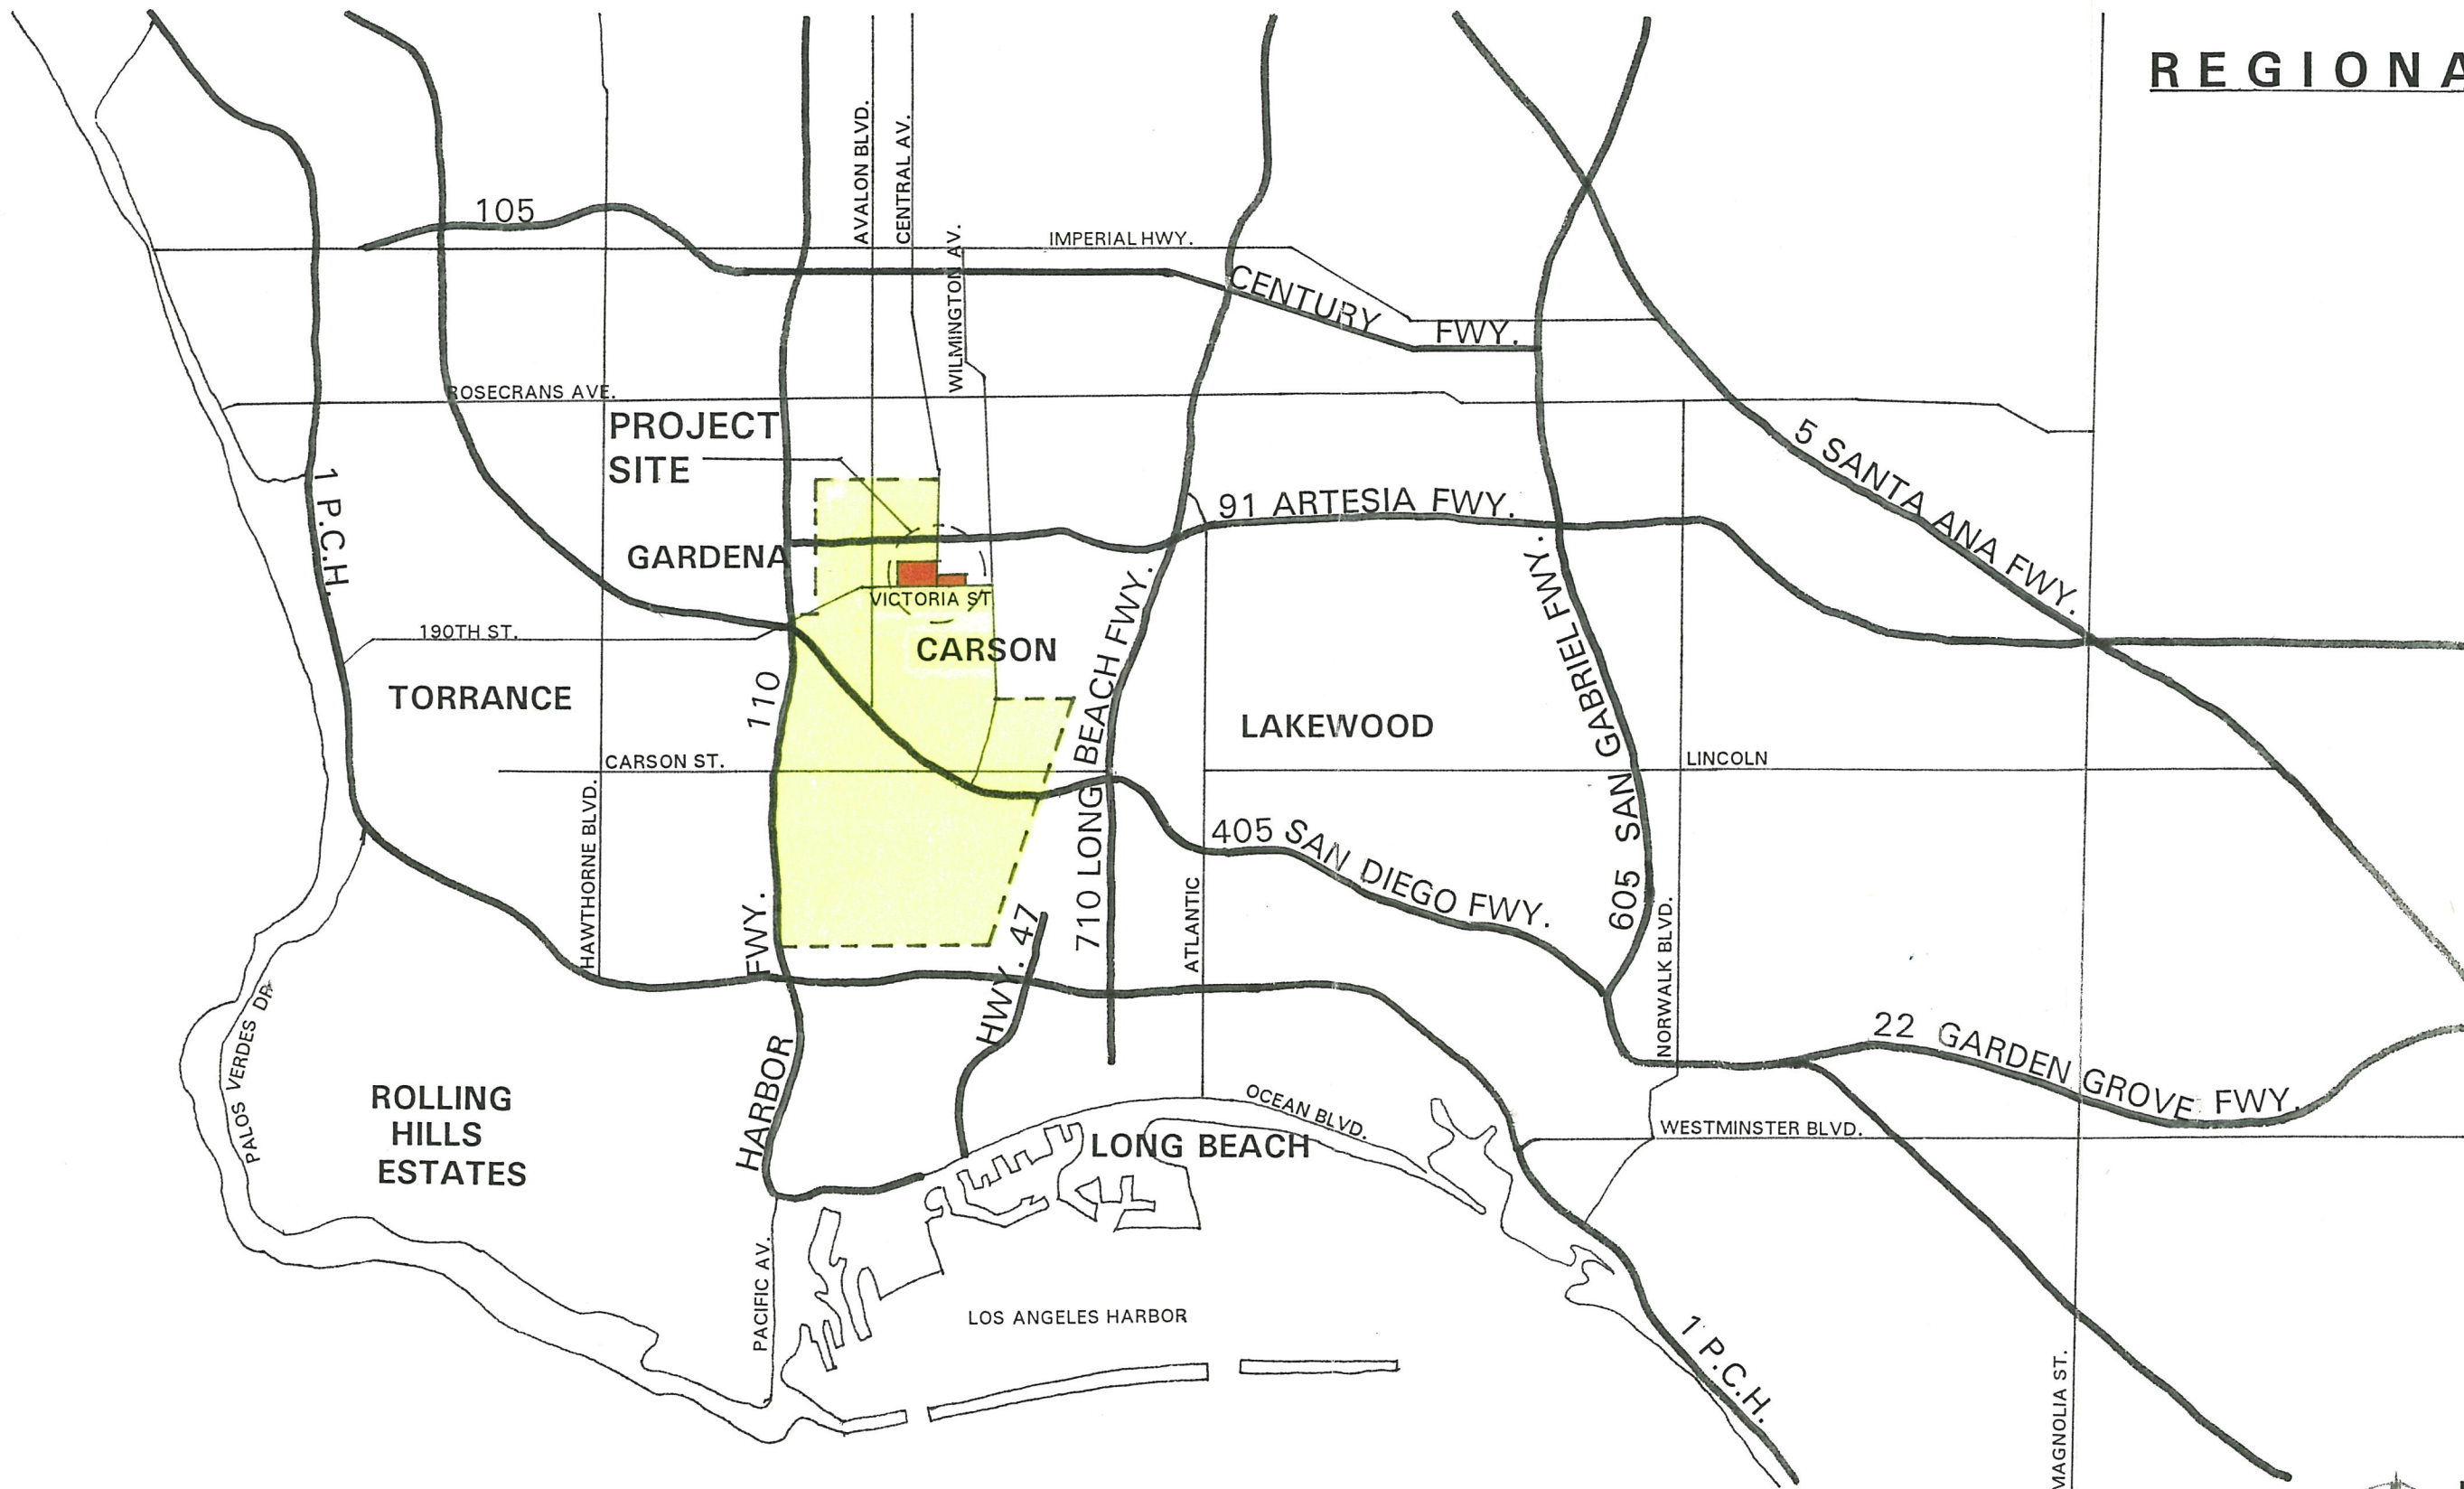 REGIONA
AVALON BLVD.
CENTRAL AV.
WILMINGTON AV.
105
IMPERIAL HWY.
CENTURY FWY.
ROSECRANS AVE.
PROJECT
SITE
5 SANTA ANA FWY.
1 P.C.H.
91 ARTESIA FWY.
GARDENA
VICTORIA ST
190TH ST.
CARSON
TORRANCE
110
LAKEWOOD
CARSON ST.
LINCOLN
HAWTHORNE BLVD.
710 LONG BEACH FWY.
405 SAN DIEGO FWY.
605 SAN GABRIEL FWY.
HARBOR FWY.
HWY. 47
ATLANTIC
NORWALK BLVD.
PALOS VERDES DR.
22 GARDEN GROVE FWY.
ROLLING
HILLS
ESTATES
OCEAN BLVD.
LONG BEACH
WESTMINSTER BLVD.
PACIFIC AV.
LOS ANGELES HARBOR
1 P.C.H.
MAGNOLIA ST.